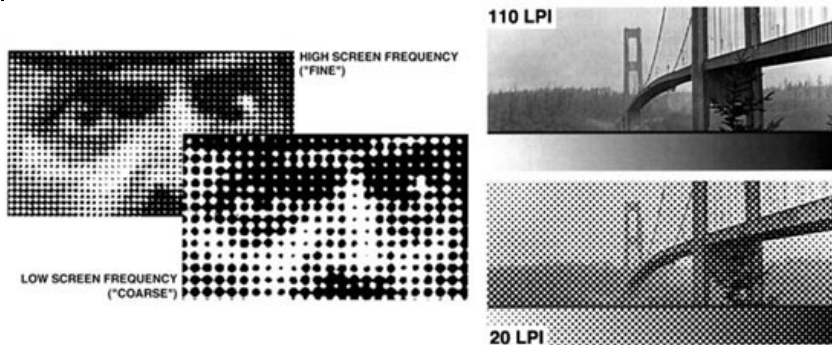 HIGH SCREEN FREQUENCY
("FINE")
LOW SCREEN FREQUENCY
("COARSE")
110 LPI
20 LPI